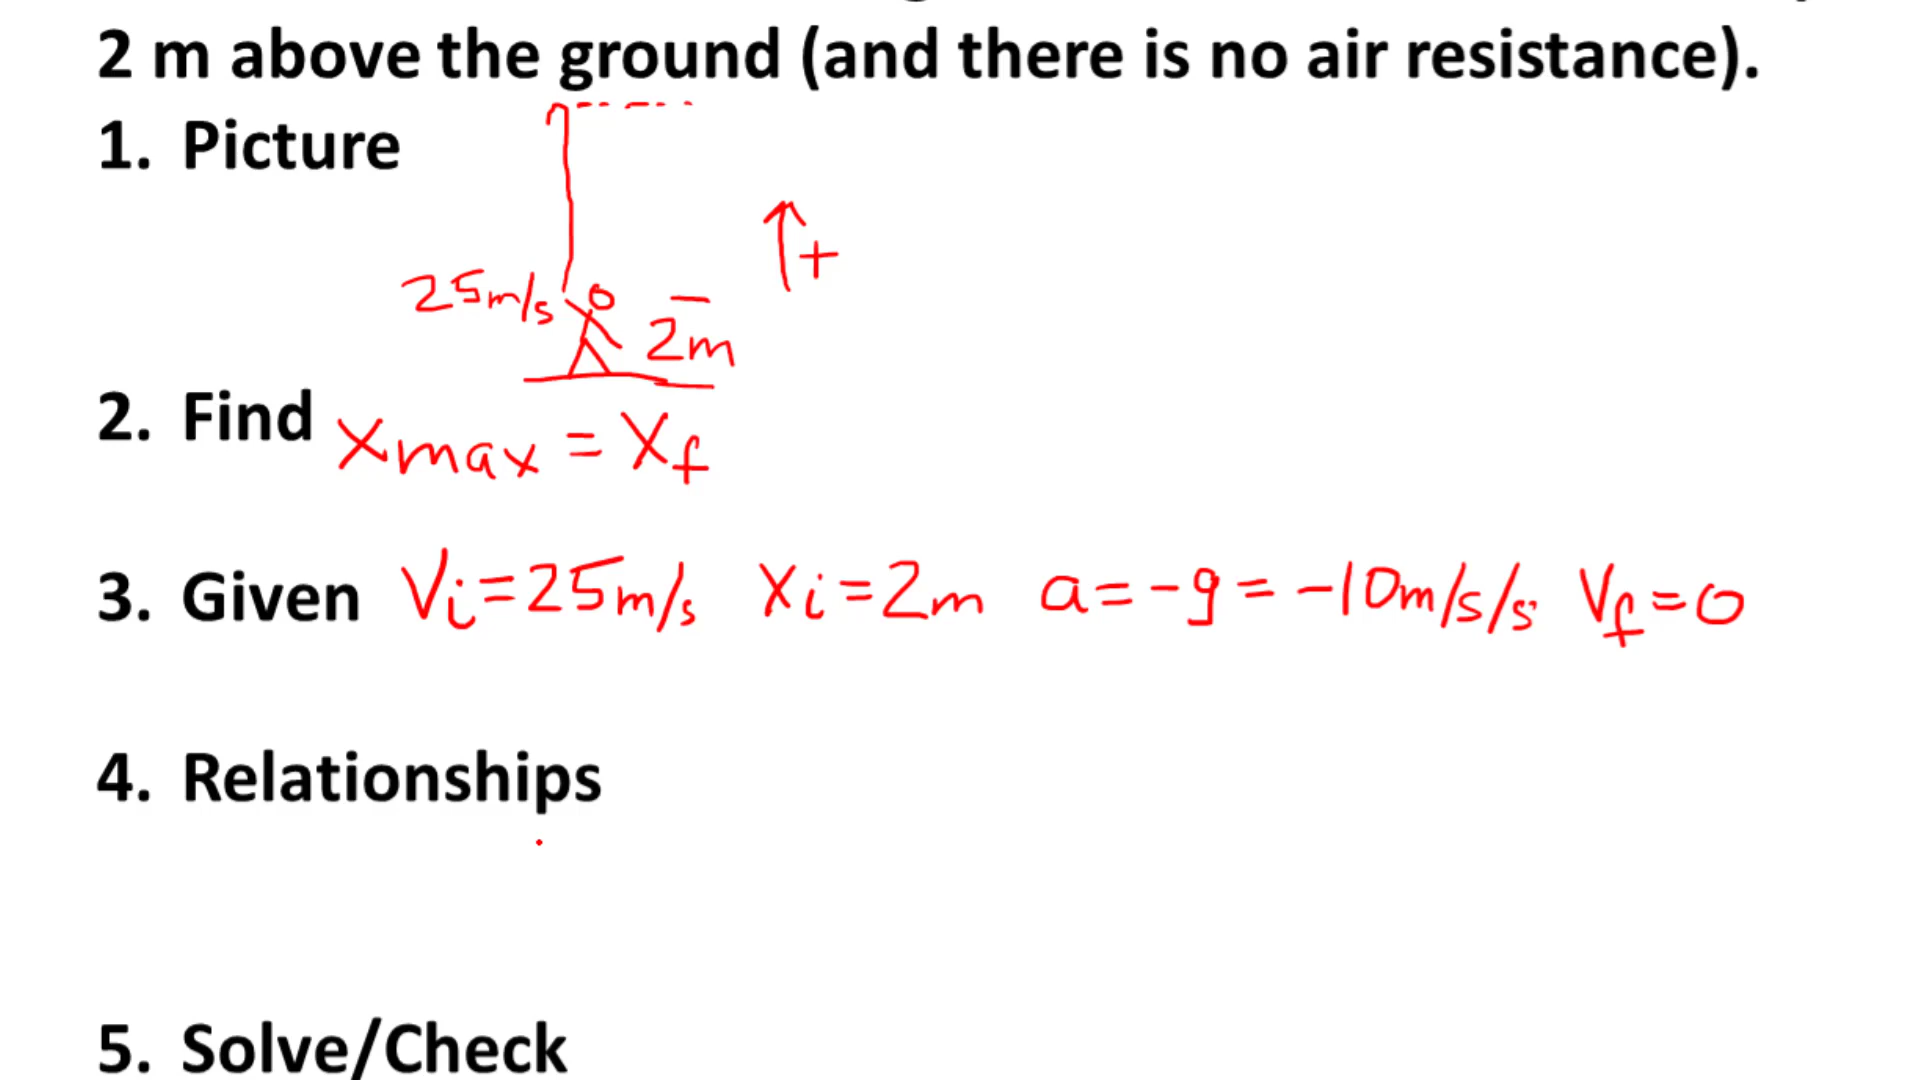 2 m above the ground (and there is no air resistance).
1. Picture
+
25m/s
2m
2. Find xmax = xf
3. Given Vi=25m/s xi=2m a=-g=-10m/s/s Vf=0
4. Relationships
5. Solve/Check